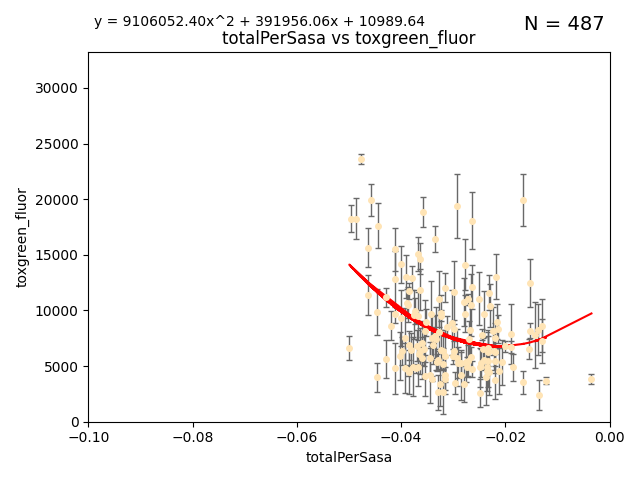 y = 9106052.40x^2 + 391956.06x + 10989.64
N = 487
totalPerSasa vs toxgreen_fluor
30000
25000
20000
15000
10000
5000
0
toxgreen_fluor
−0.10
−0.08
−0.06
−0.04
−0.02
0.00
totalPerSasa